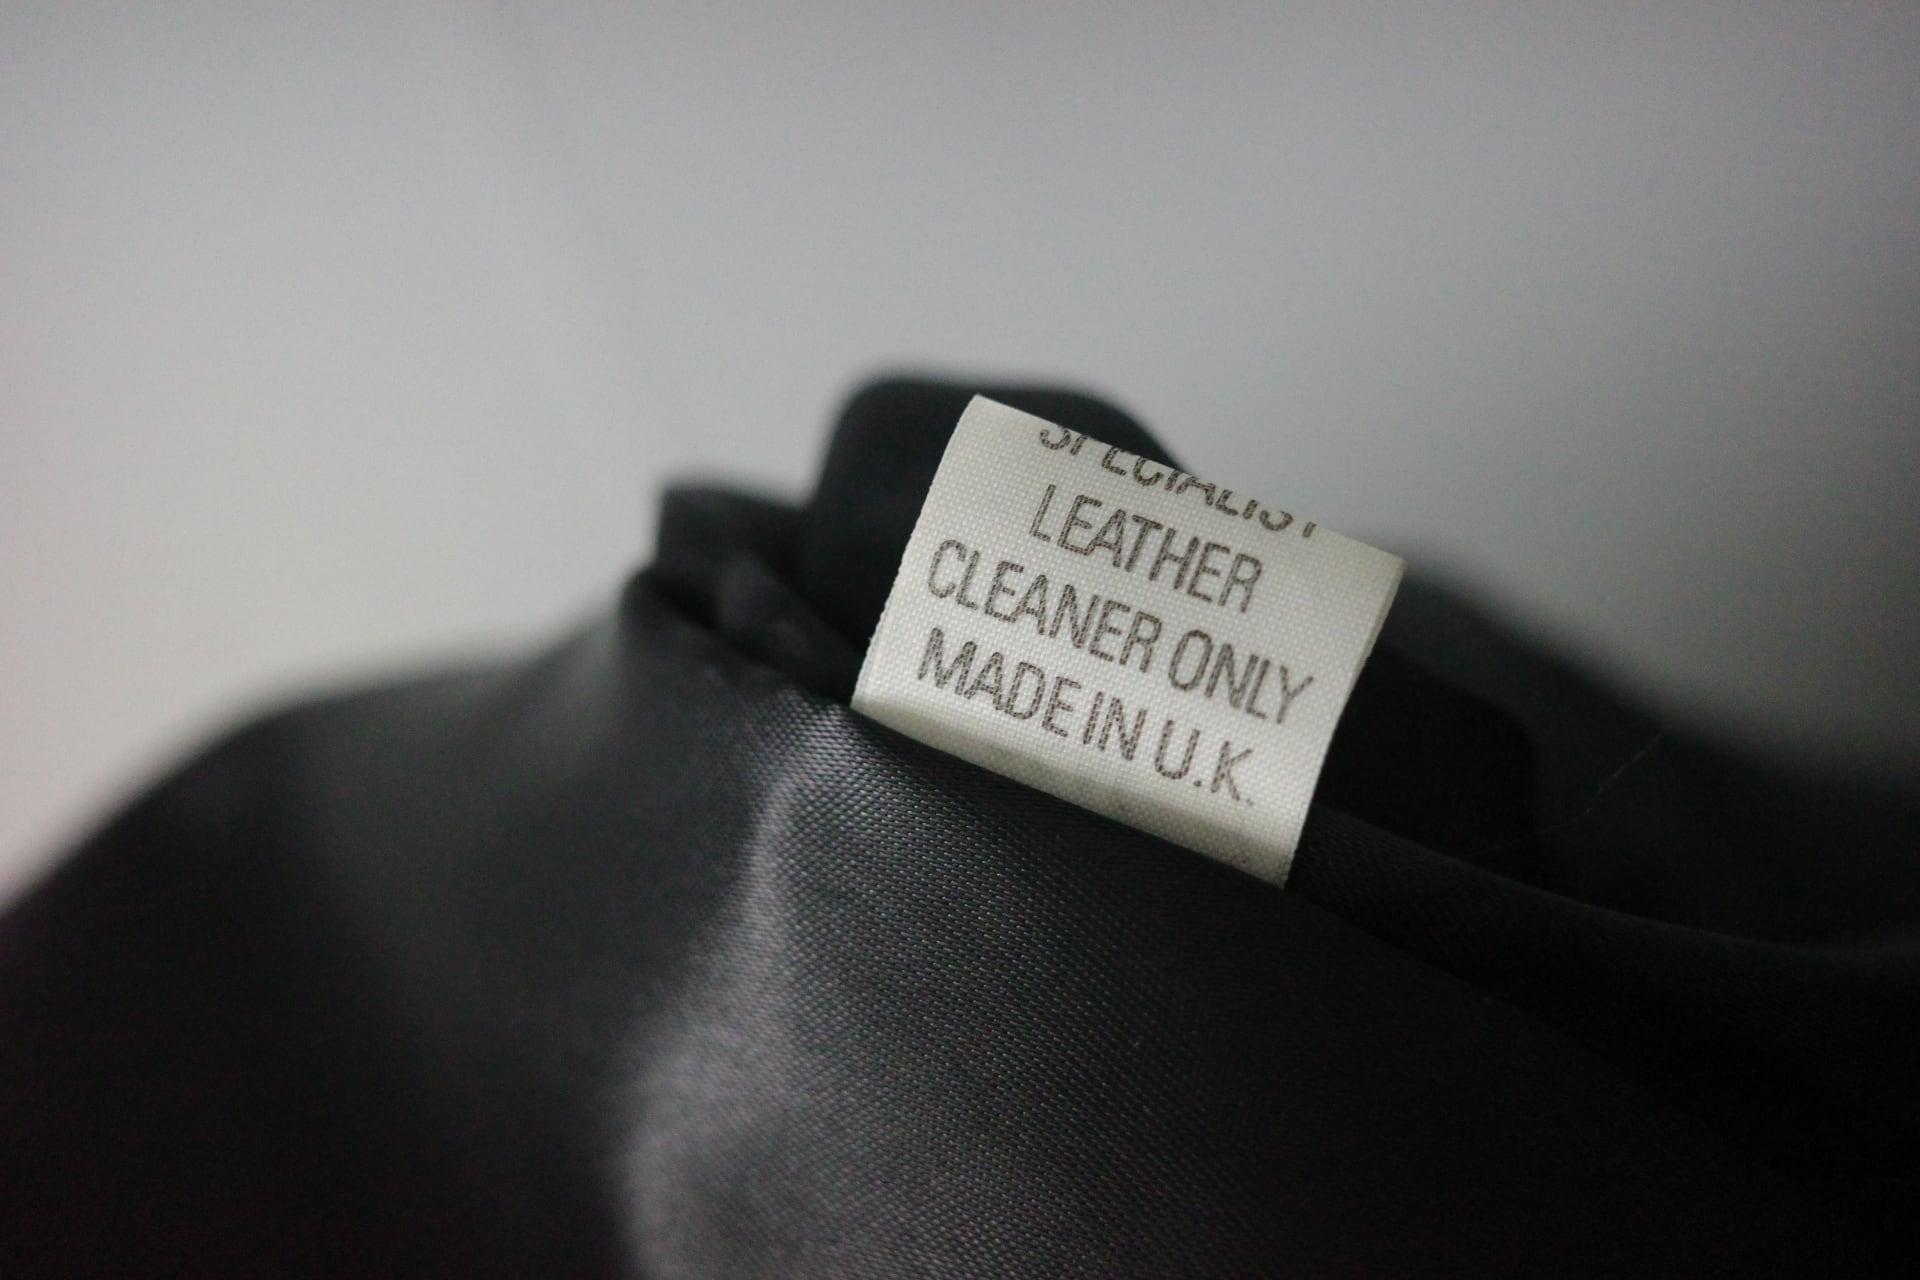 SPECIALIST
LEATHER
CLEANER ONLY
MADE IN U.K.